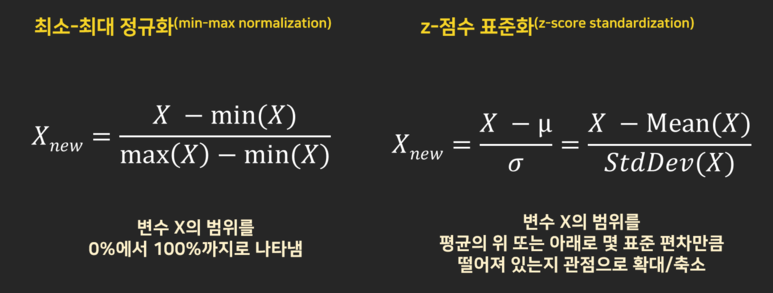 최소-최대 정규화(min-max normalization)
X_new = (X − min(X)) / (max(X) − min(X))
변수 X의 범위를
0%에서 100%까지로 나타냄
z-점수 표준화(z-score standardization)
X_new = (X − μ) / σ = (X − Mean(X)) / StdDev(X)
변수 X의 범위를
평균의 위 또는 아래로 몇 표준 편차만큼
떨어져 있는지 관점으로 확대/축소